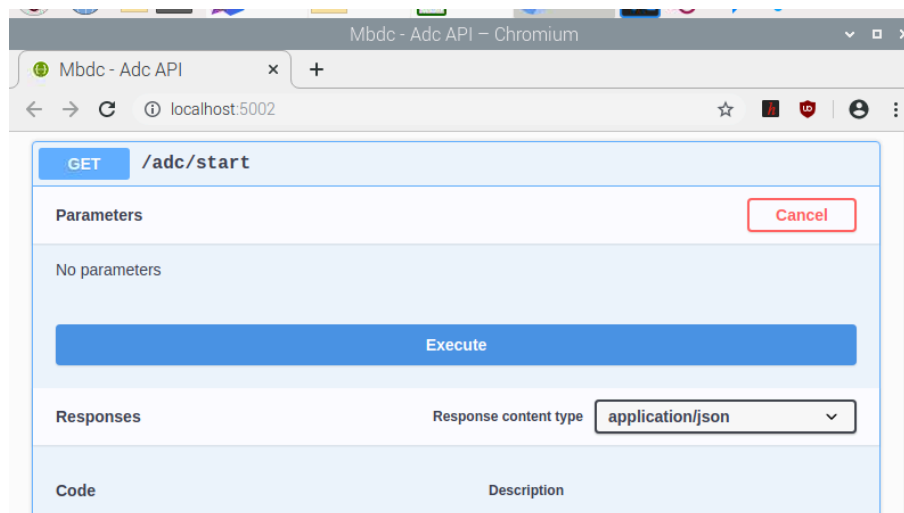 Mbdc - Adc API – Chromium
Mbdc - Adc API
localhost:5002
GET /adc/start
Parameters Cancel
No parameters
Execute
Responses Response content type application/json
Code Description